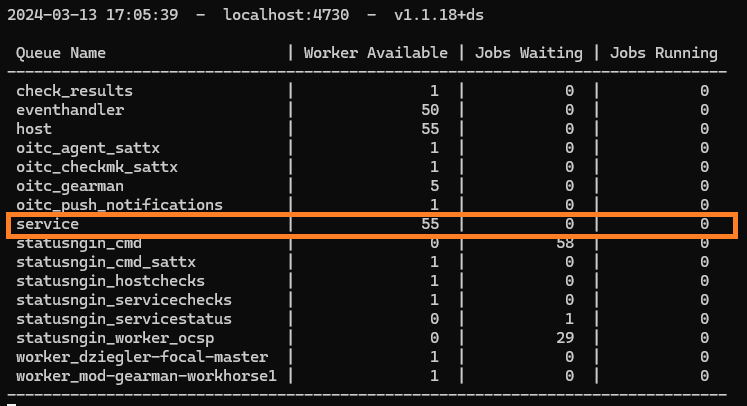 2024-03-13 17:05:39  -  localhost:4730  -  v1.1.18+ds
Queue Name | Worker Available | Jobs Waiting | Jobs Running
check_results | 1 | 0 | 0
eventhandler | 50 | 0 | 0
host | 55 | 0 | 0
oitc_agent_sattx | 1 | 0 | 0
oitc_checkmk_sattx | 1 | 0 | 0
oitc_gearman | 5 | 0 | 0
oitc_push_notifications | 1 | 0 | 0
service | 55 | 0 | 0
statusngin_cmd | 0 | 58 | 0
statusngin_cmd_sattx | 1 | 0 | 0
statusngin_hostchecks | 1 | 0 | 0
statusngin_servicechecks | 1 | 0 | 0
statusngin_servicestatus | 0 | 1 | 0
statusngin_worker_ocsp | 0 | 29 | 0
worker_dziegler-focal-master | 1 | 0 | 0
worker_mod-gearman-workhorse1 | 1 | 0 | 0